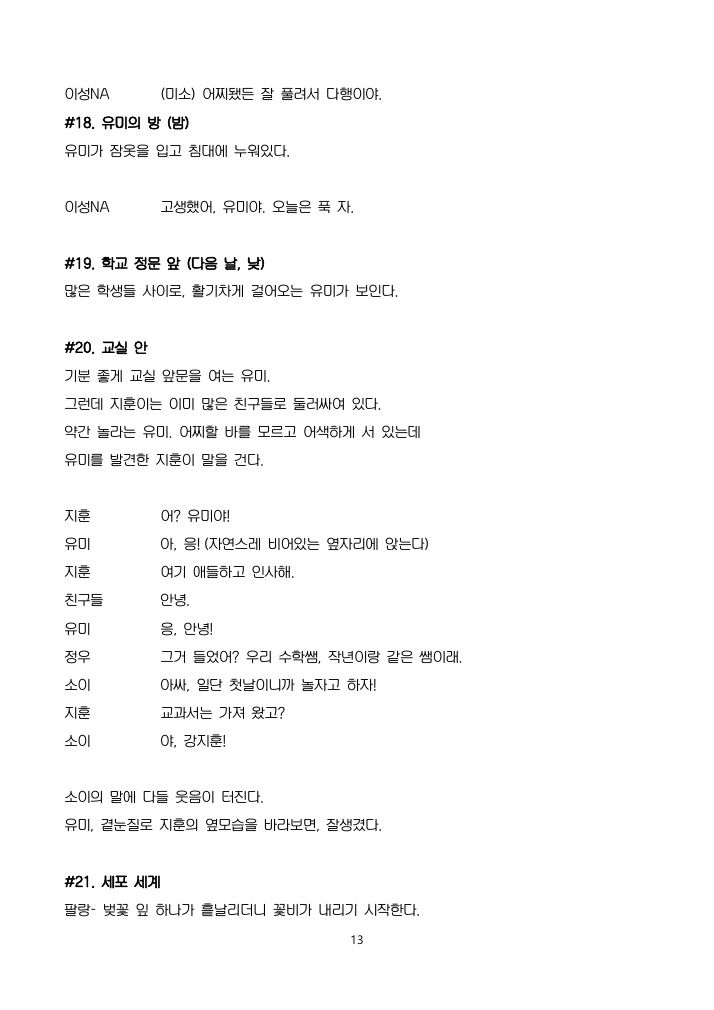 이성NA (미소) 어찌됐든 잘 풀려서 다행이야.
#18. 유미의 방 (밤)
유미가 잠옷을 입고 침대에 누워있다.
이성NA 고생했어, 유미야. 오늘은 푹 자.
#19. 학교 정문 앞 (다음 날, 낮)
많은 학생들 사이로, 활기차게 걸어오는 유미가 보인다.
#20. 교실 안
기분 좋게 교실 앞문을 여는 유미.
그런데 지훈이는 이미 많은 친구들로 둘러싸여 있다.
약간 놀라는 유미. 어찌할 바를 모르고 어색하게 서 있는데
유미를 발견한 지훈이 말을 건다.
지훈 어? 유미야!
유미 아, 응! (자연스레 비어있는 옆자리에 앉는다)
지훈 여기 애들하고 인사해.
친구들 안녕.
유미 응, 안녕!
정우 그거 들었어? 우리 수학쌤, 작년이랑 같은 쌤이래.
소이 아싸, 일단 첫날이니까 놀자고 하자!
지훈 교과서는 가져 왔고?
소이 야, 강지훈!
소이의 말에 다들 웃음이 터진다.
유미, 곁눈질로 지훈의 옆모습을 바라보면, 잘생겼다.
#21. 세포 세계
팔랑- 벚꽃 잎 하나가 흩날리더니 꽃비가 내리기 시작한다.
13